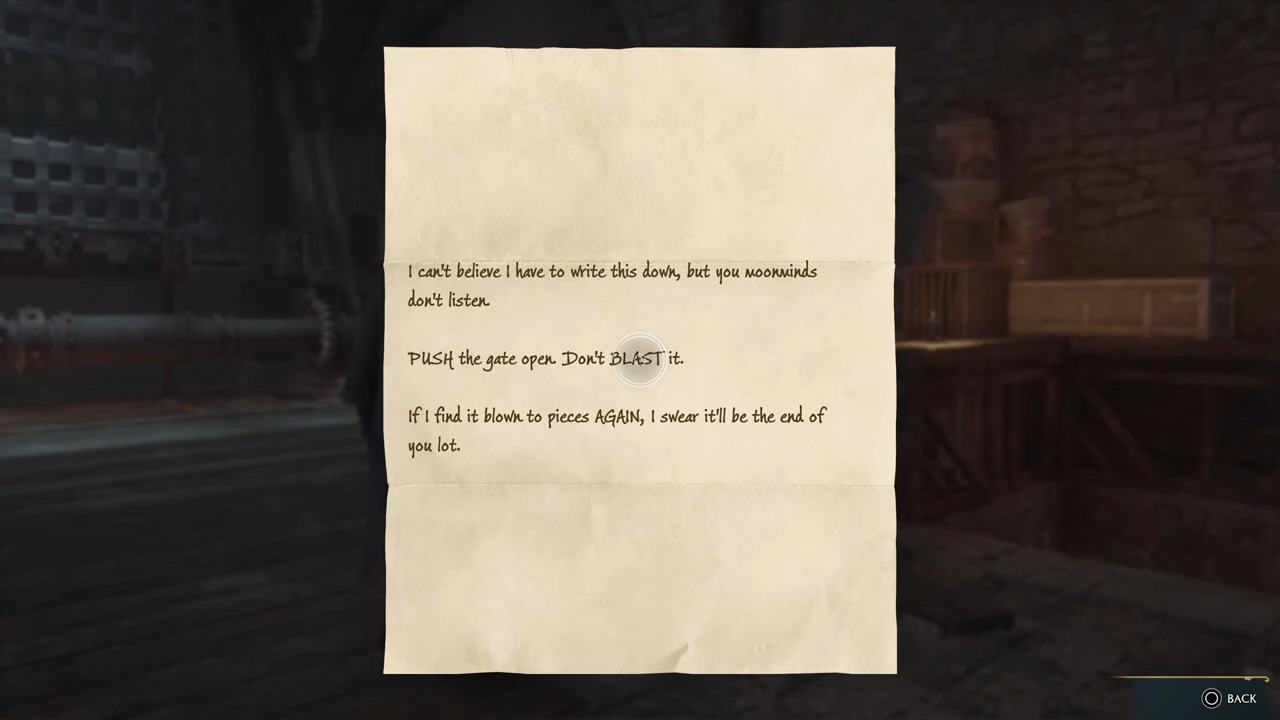 I can't believe I have to write this down, but you moonminds
don't listen.
PUSH the gate open. Don't BLAST it.
If I find it blown to pieces AGAIN, I swear it'll be the end of
you lot.
BACK